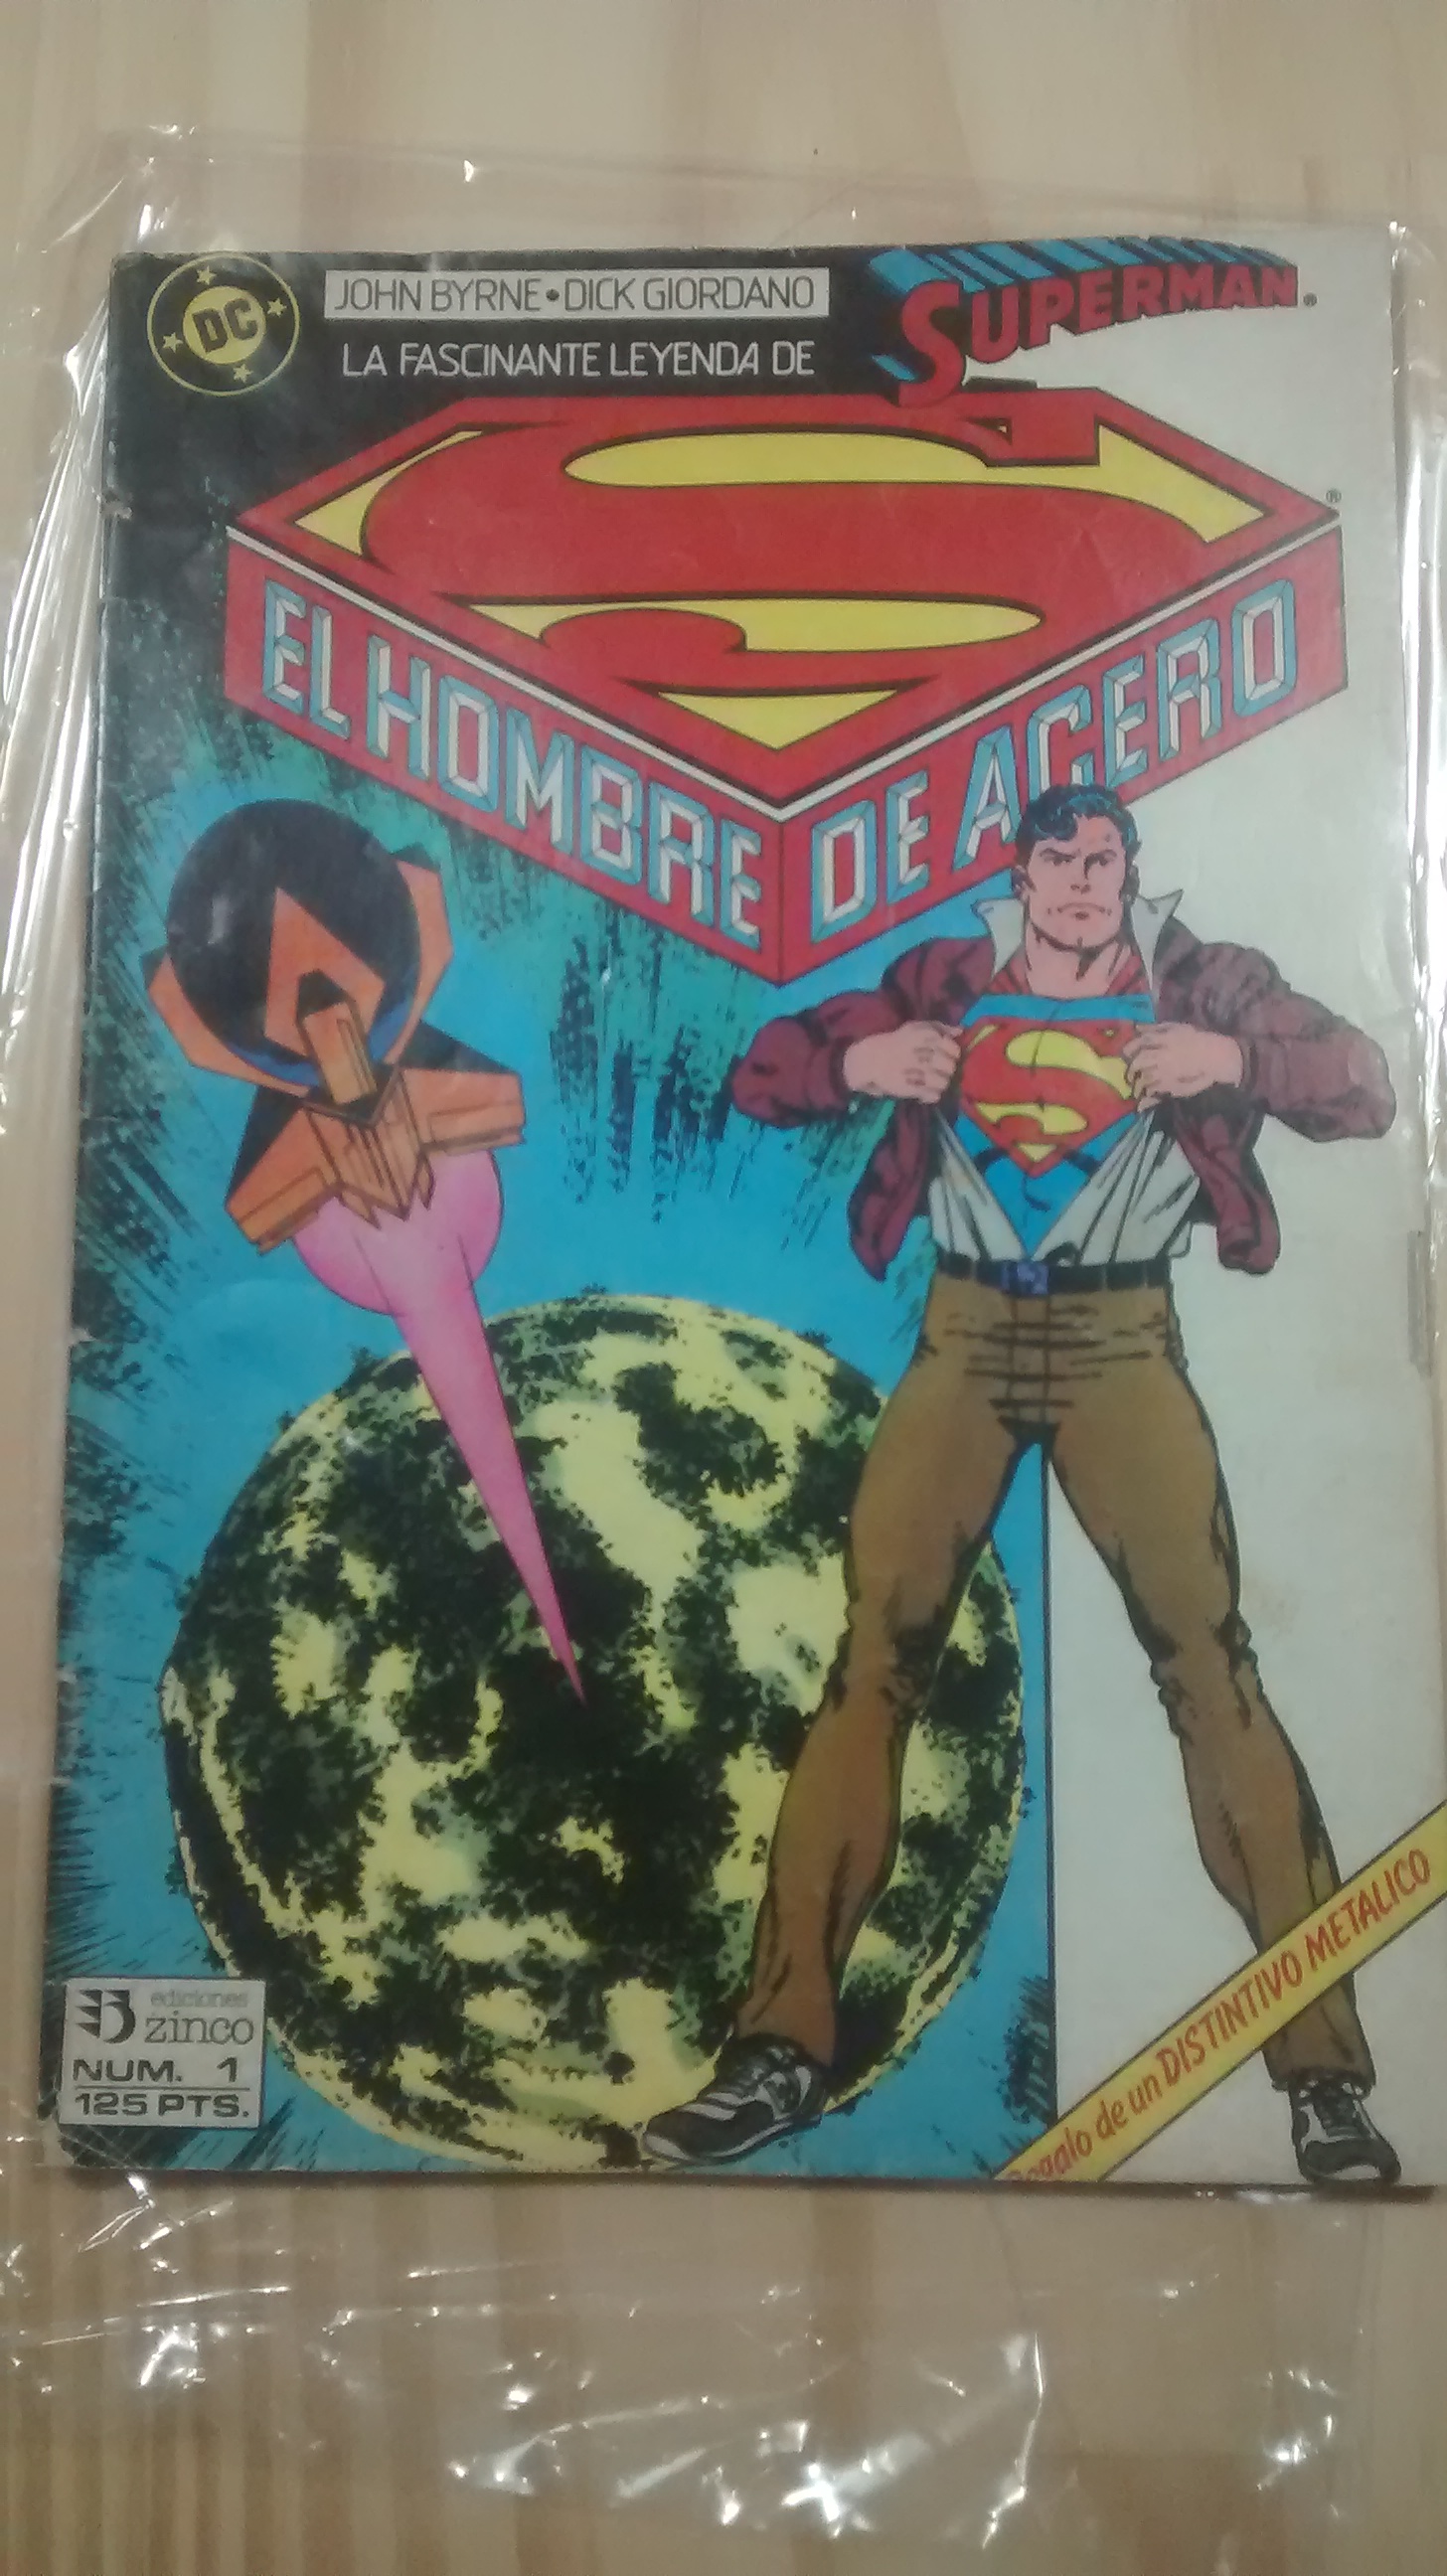 DC
JOHN BYRNE•DICK GIORDANO
LA FASCINANTE LEYENDA DE
SUPERMAN®
®
EL HOMBRE DE ACERO
ediciones
zinco
NUM. 1
125 PTS.
Regalo de un DISTINTIVO METALICO